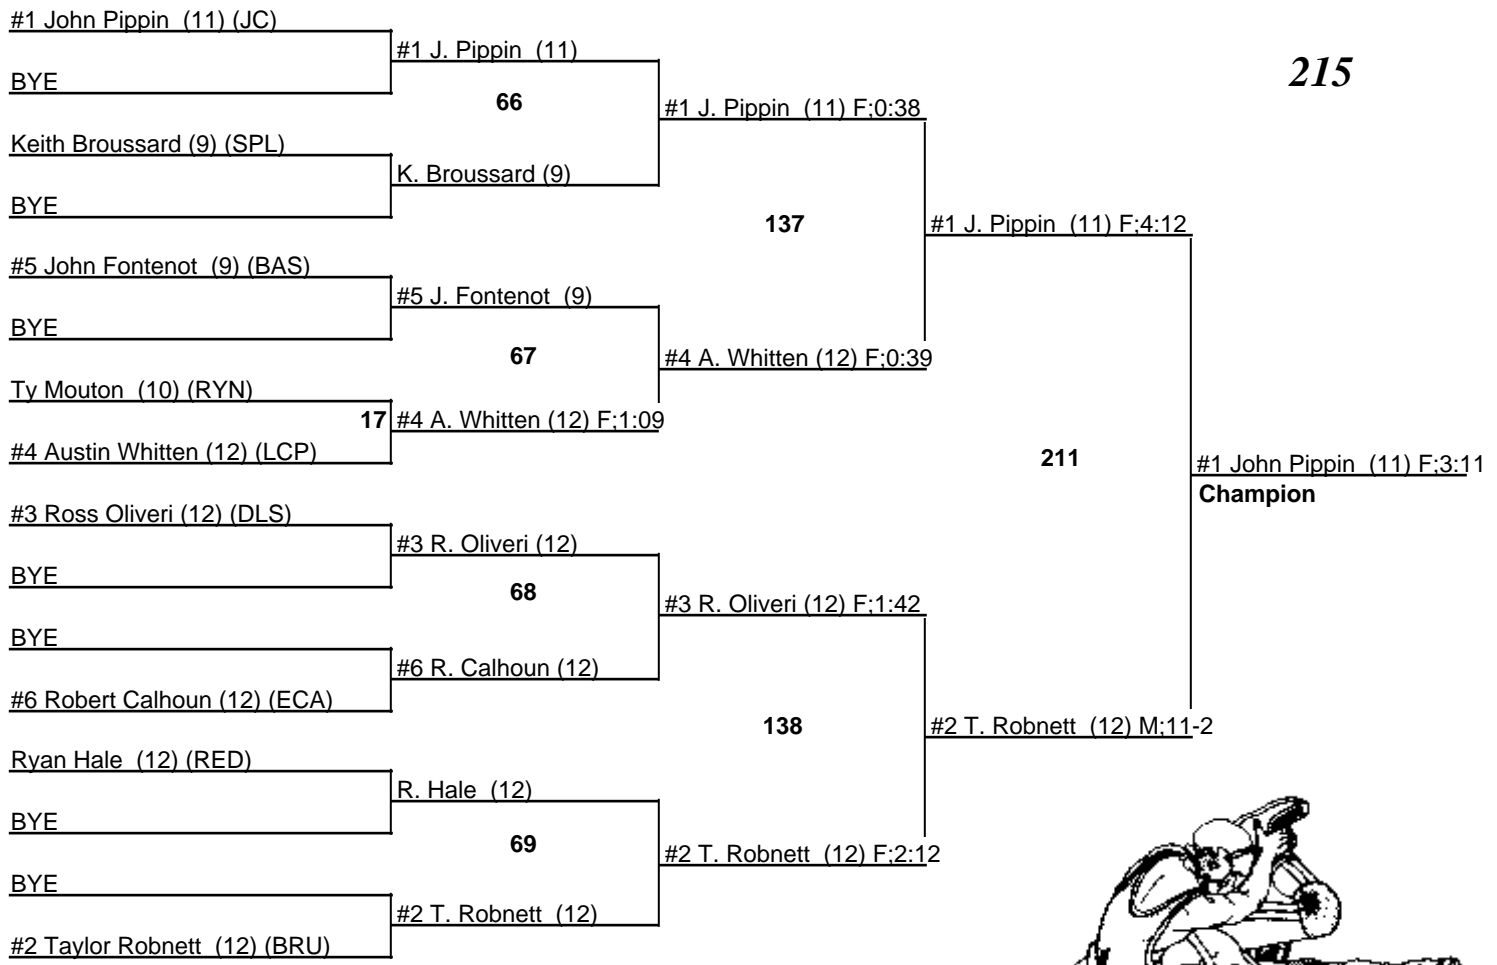 #1 John Pippin (11) (JC)
BYE
Keith Broussard (9) (SPL)
BYE
#5 John Fontenot (9) (BAS)
BYE
Ty Mouton (10) (RYN)
17
#4 Austin Whitten (12) (LCP)
#3 Ross Oliveri (12) (DLS)
BYE
BYE
#6 Robert Calhoun (12) (ECA)
Ryan Hale (12) (RED)
BYE
BYE
#2 Taylor Robnett (12) (BRU)
#1 J. Pippin (11)
66
K. Broussard (9)
#5 J. Fontenot (9)
67
#4 A. Whitten (12) F;1:09
#3 R. Oliveri (12)
68
#6 R. Calhoun (12)
R. Hale (12)
69
#2 T. Robnett (12)
#1 J. Pippin (11) F;0:38
137
#4 A. Whitten (12) F;0:39
#3 R. Oliveri (12) F;1:42
138
#2 T. Robnett (12) F;2:12
#1 J. Pippin (11) F;4:12
211
#2 T. Robnett (12) M;11-2
215
#1 John Pippin (11) F;3:11
Champion